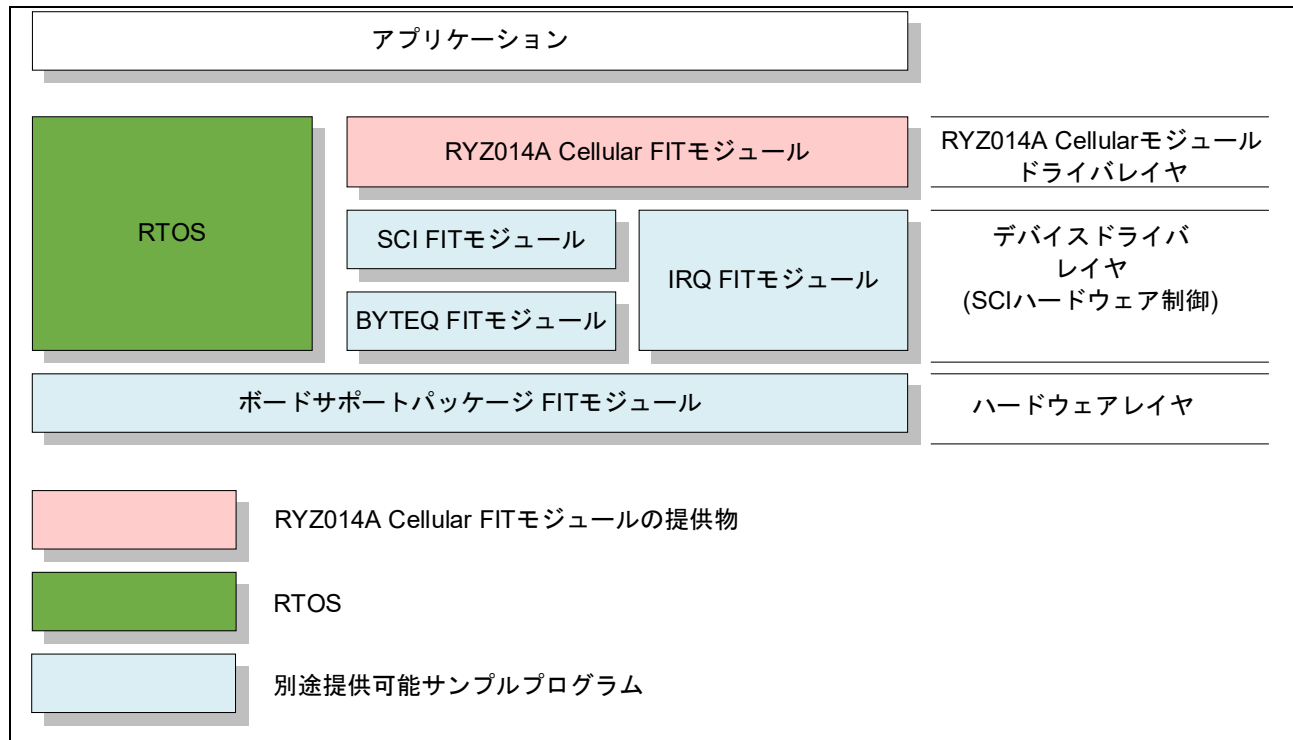 アプリケーション
RYZ014A Cellular FITモジュール
RYZ014A Cellularモジュール
ドライバレイヤ
RTOS
SCI FITモジュール
BYTEQ FITモジュール
IRQ FITモジュール
デバイスドライバ
レイヤ
(SCIハードウェア制御)
ボードサポートパッケージ FITモジュール
ハードウェアレイヤ
RYZ014A Cellular FITモジュールの提供物
RTOS
別途提供可能サンプルプログラム